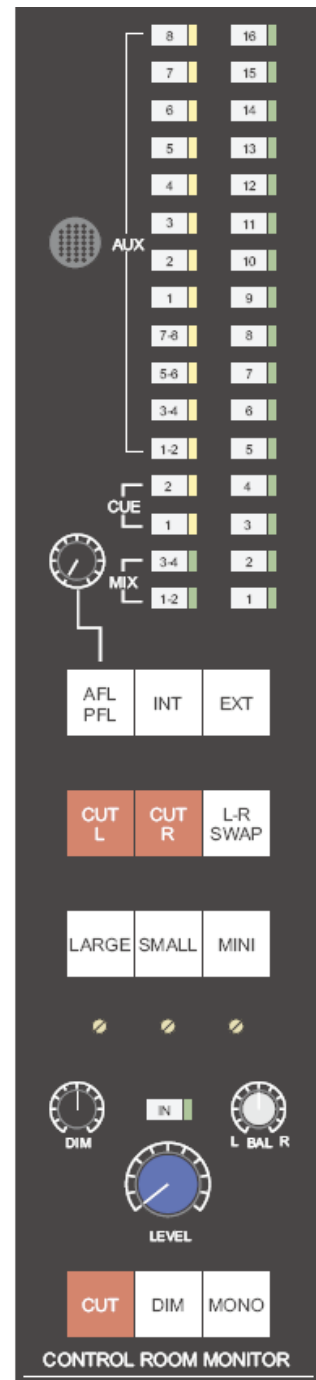 8 16
7 15
6 14
5 13
4 12
3 11
AUX
2 10
1 9
7-8 8
5-6 7
3-4 6
1-2 5
2 4
CUE
1 3
3-4 2
MIX
1-2 1
AFL PFL INT EXT
CUT L CUT R L-R SWAP
LARGE SMALL MINI
IN
DIM L BAL R
LEVEL
CUT DIM MONO
CONTROL ROOM MONITOR